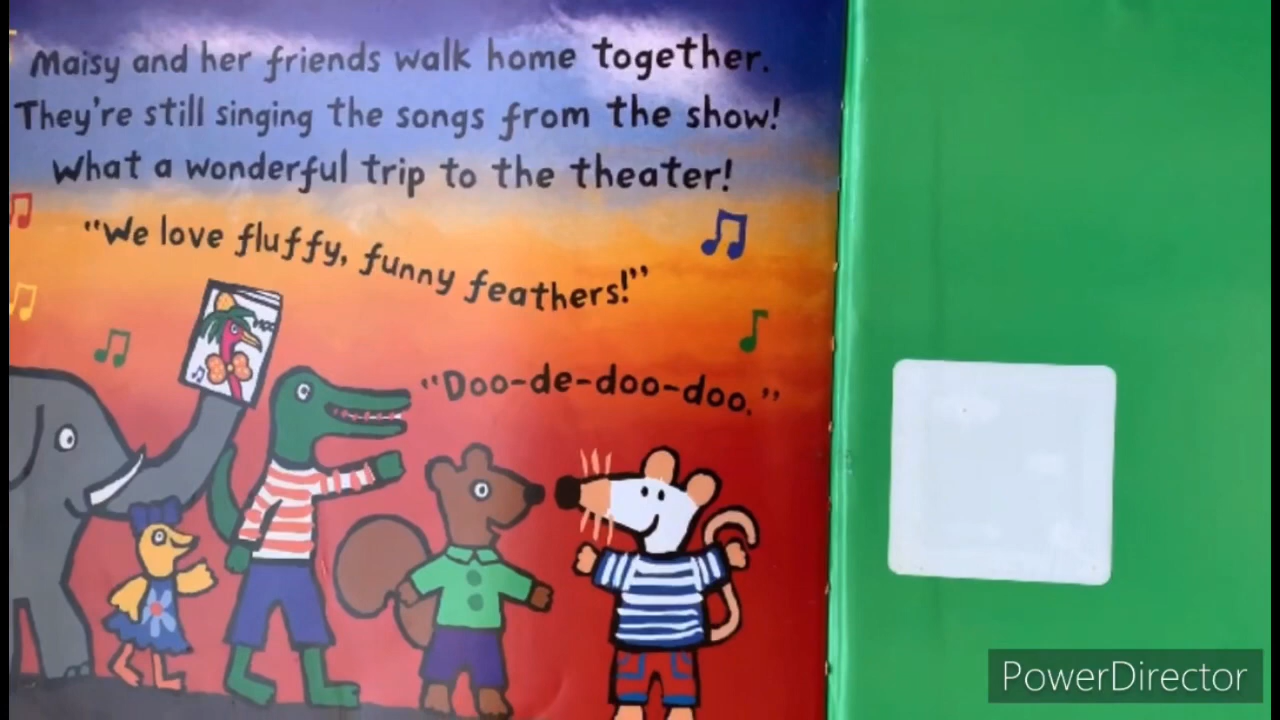 Maisy and her friends walk home together.
They're still singing the songs from the show!
What a wonderful trip to the theater!
"We love fluffy, funny feathers!"
"Doo-de-doo-doo."
PowerDirector